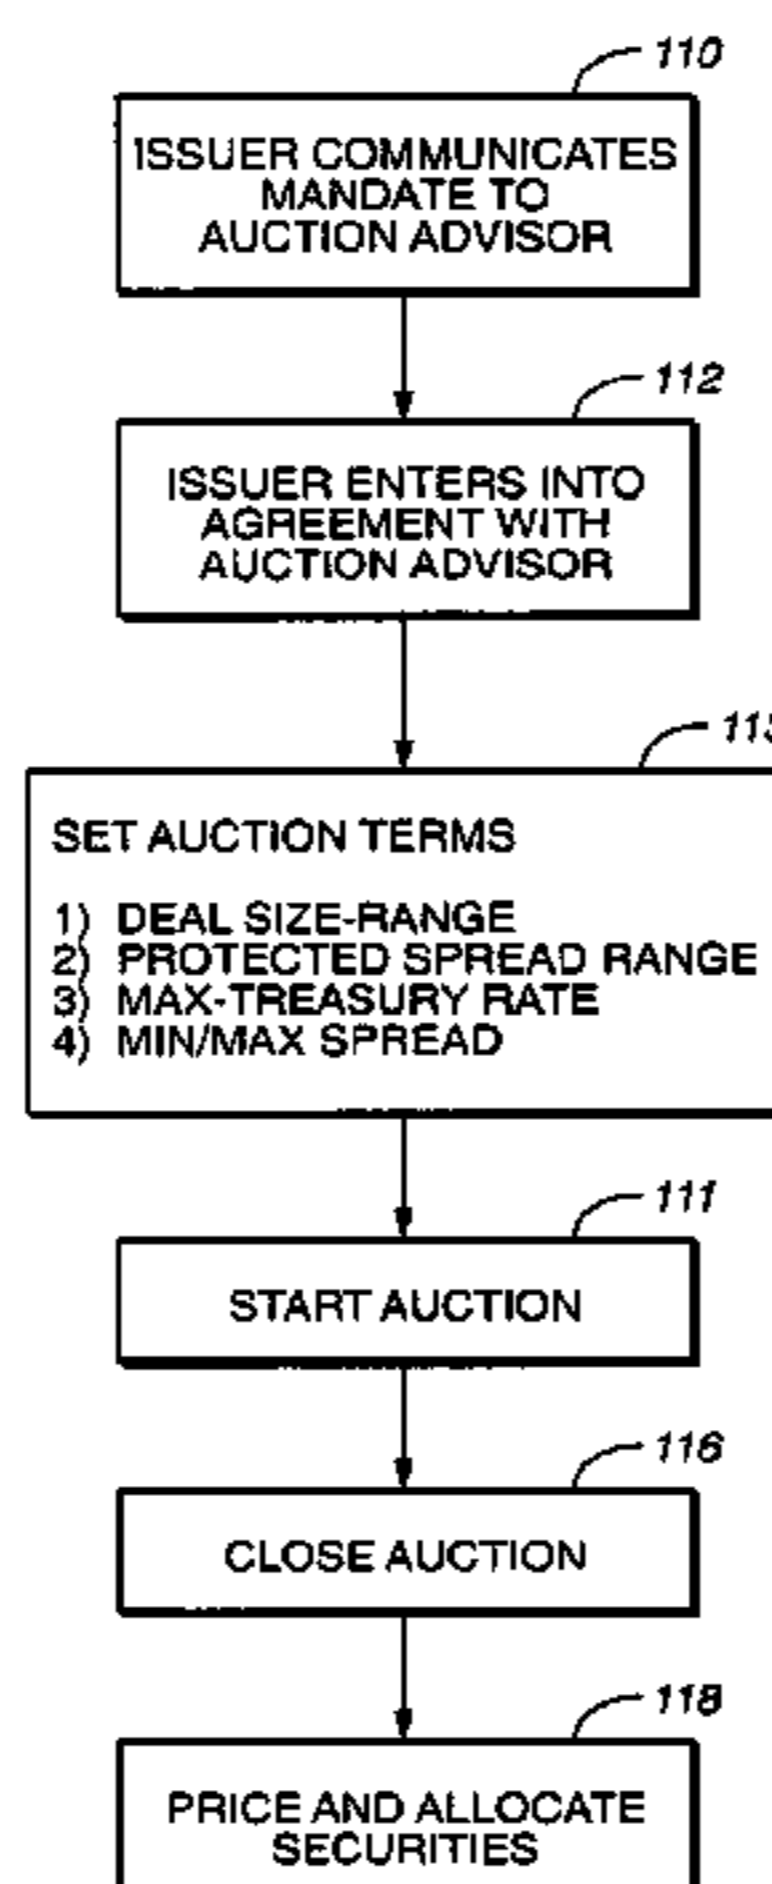 110
ISSUER COMMUNICATES
MANDATE TO
AUCTION ADVISOR
112
ISSUER ENTERS INTO
AGREEMENT WITH
AUCTION ADVISOR
SET AUCTION TERMS
1) DEAL SIZE-RANGE
2) PROTECTED SPREAD RANGE
3) MAX-TREASURY RATE
4) MIN/MAX SPREAD
111
START AUCTION
116
CLOSE AUCTION
118
PRICE AND ALLOCATE
SECURITIES